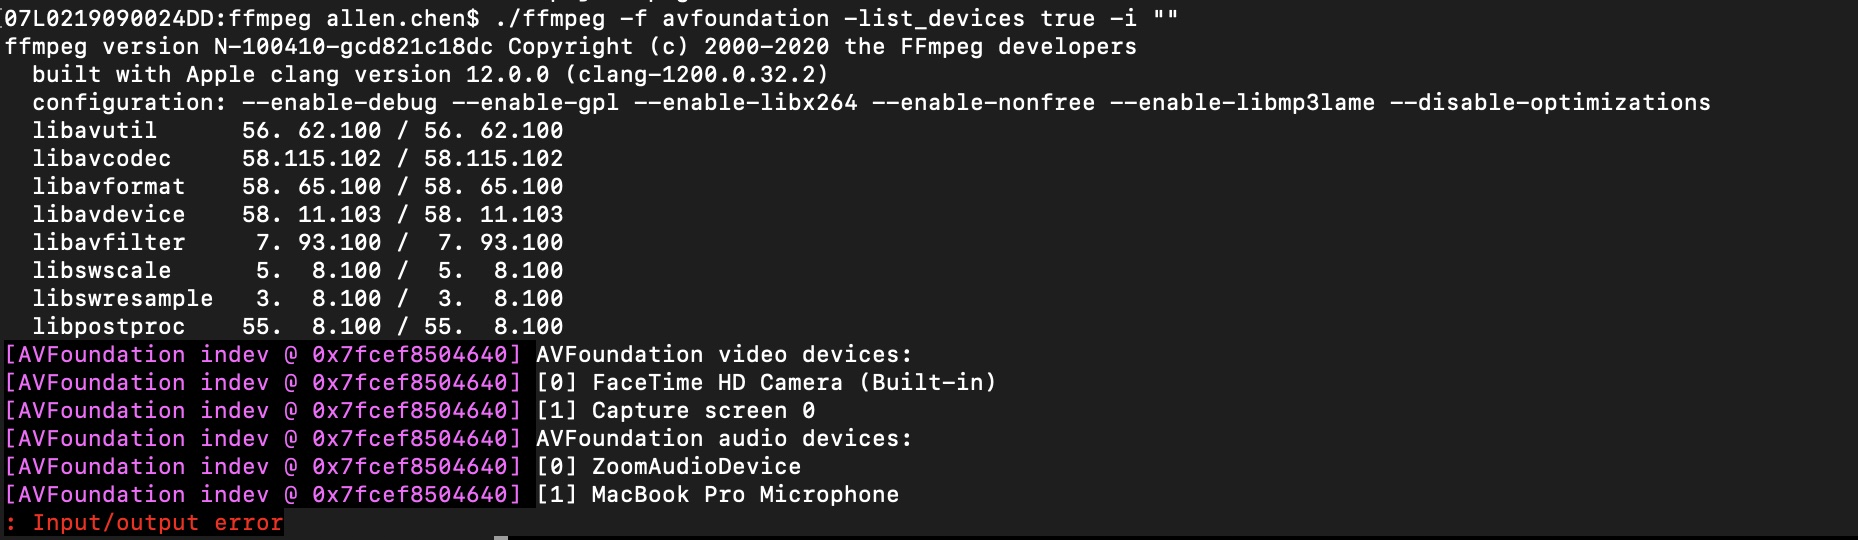 07L0219090024DD:ffmpeg allen.chen$ ./ffmpeg -f avfoundation -list_devices true -i ""
ffmpeg version N-100410-gcd821c18dc Copyright (c) 2000-2020 the FFmpeg developers
  built with Apple clang version 12.0.0 (clang-1200.0.32.2)
  configuration: --enable-debug --enable-gpl --enable-libx264 --enable-nonfree --enable-libmp3lame --disable-optimizations
  libavutil      56. 62.100 / 56. 62.100
  libavcodec     58.115.102 / 58.115.102
  libavformat    58. 65.100 / 58. 65.100
  libavdevice    58. 11.103 / 58. 11.103
  libavfilter     7. 93.100 /  7. 93.100
  libswscale      5.  8.100 /  5.  8.100
  libswresample   3.  8.100 /  3.  8.100
  libpostproc    55.  8.100 / 55.  8.100
[AVFoundation indev @ 0x7fcef8504640] AVFoundation video devices:
[AVFoundation indev @ 0x7fcef8504640] [0] FaceTime HD Camera (Built-in)
[AVFoundation indev @ 0x7fcef8504640] [1] Capture screen 0
[AVFoundation indev @ 0x7fcef8504640] AVFoundation audio devices:
[AVFoundation indev @ 0x7fcef8504640] [0] ZoomAudioDevice
[AVFoundation indev @ 0x7fcef8504640] [1] MacBook Pro Microphone
: Input/output error